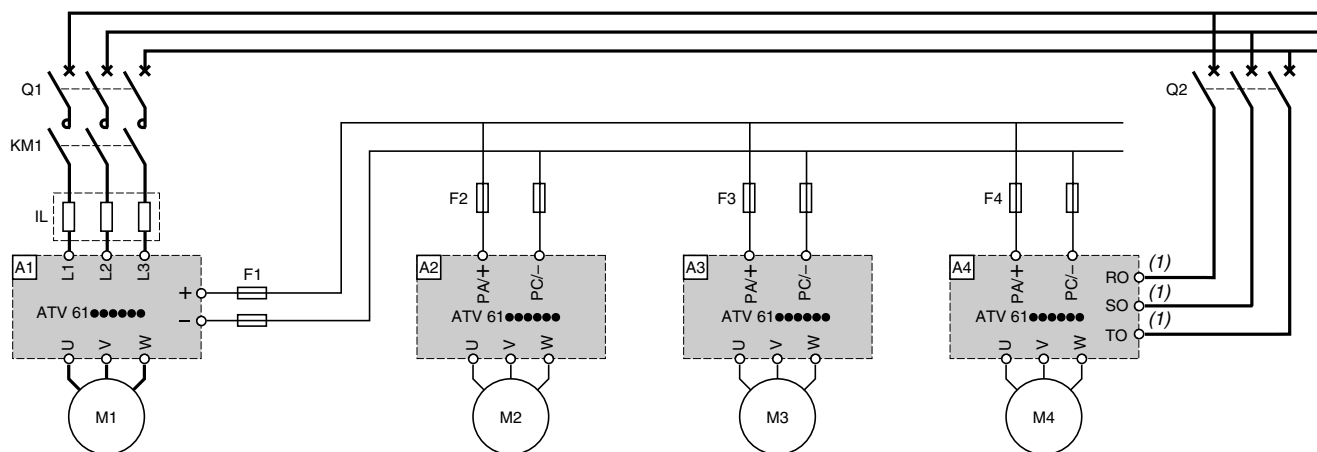 Q1
Q2
KM1
IL
F1
F2
F3
F4
A1
L1 L2 L3
ATV 61●●●●●●
+
–
U V W
M1
A2
PA/+ PC/–
ATV 61●●●●●●
U V W
M2
A3
PA/+ PC/–
ATV 61●●●●●●
U V W
M3
A4
PA/+ PC/–
ATV 61●●●●●●
RO (1)
SO (1)
TO (1)
U V W
M4